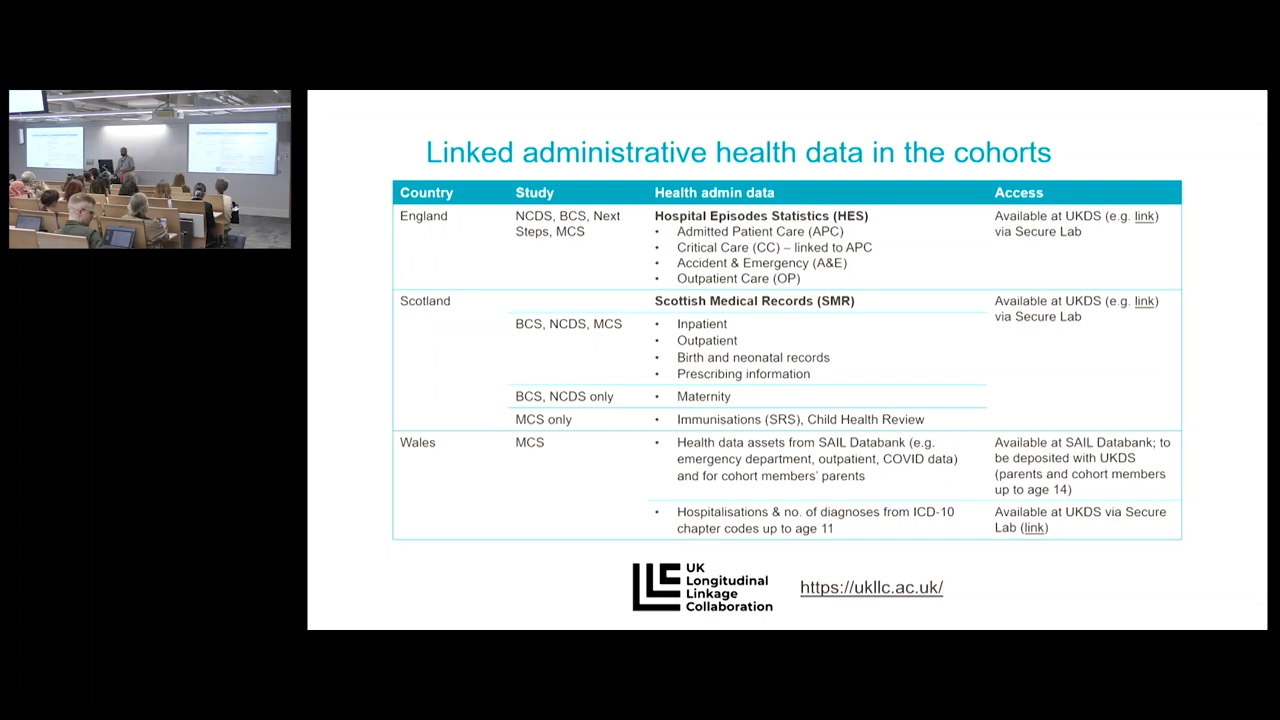 Linked administrative health data in the cohorts
Country Study Health admin data Access
England NCDS, BCS, Next Steps, MCS Hospital Episodes Statistics (HES) Available at UKDS (e.g. link) via Secure Lab
• Admitted Patient Care (APC)
• Critical Care (CC) – linked to APC
• Accident & Emergency (A&E)
• Outpatient Care (OP)
Scotland Scottish Medical Records (SMR) Available at UKDS (e.g. link) via Secure Lab
BCS, NCDS, MCS • Inpatient
• Outpatient
• Birth and neonatal records
• Prescribing information
BCS, NCDS only • Maternity
MCS only • Immunisations (SRS), Child Health Review
Wales MCS • Health data assets from SAIL Databank (e.g. emergency department, outpatient, COVID data) and for cohort members' parents Available at SAIL Databank; to be deposited with UKDS (parents and cohort members up to age 14)
• Hospitalisations & no. of diagnoses from ICD-10 chapter codes up to age 11 Available at UKDS via Secure Lab (link)
UK
Longitudinal
Linkage
Collaboration
https://ukllc.ac.uk/